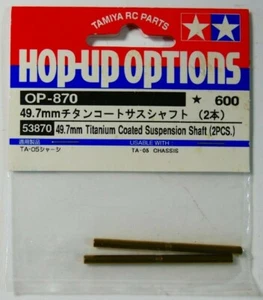 TAMIYA RC PARTS
HOP-UP OPTIONS
OP-870 ★ 600
49.7mmチタンコートサスシャフト (2本)
53870 49.7mm Titanium Coated Suspension Shaft (2PCS.)
適用製品 USABLE WITH
TA-05シャーシ TA-05 CHASSIS